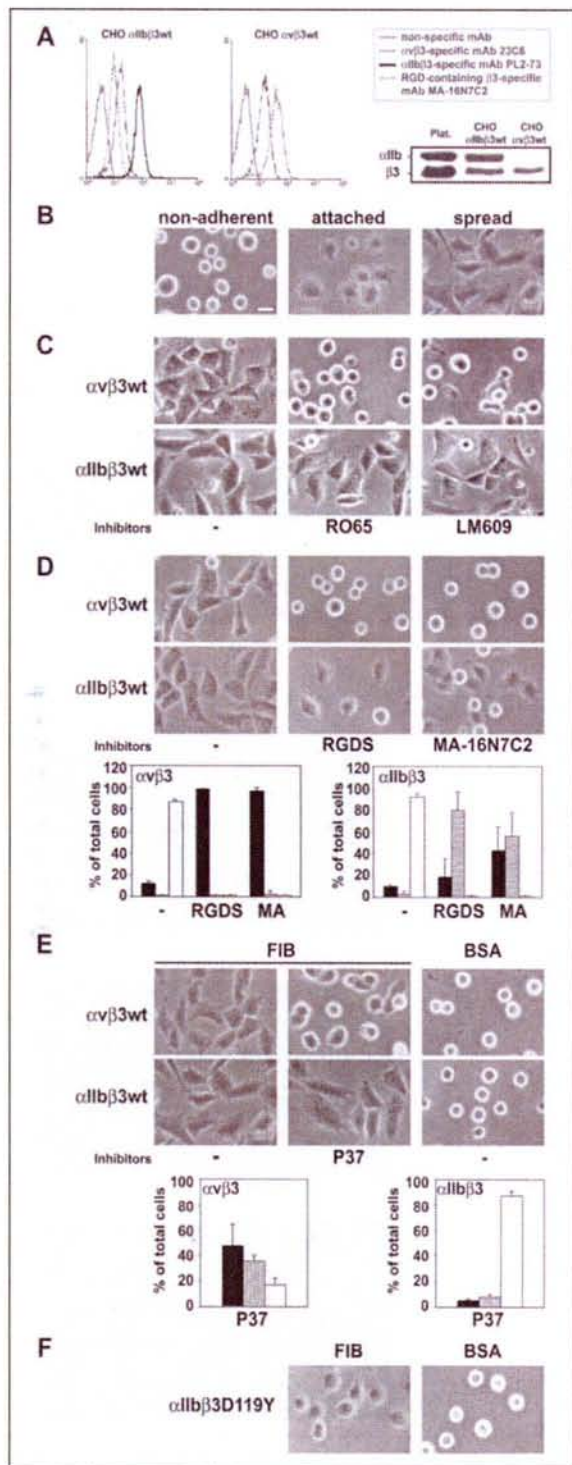 A
CHO αIIbβ3wt
CHO αvβ3wt
non-specific mAb
αvβ3-specific mAb 23C6
αIIbβ3-specific mAb PL2-73
RGD-containing β3-specific
mAb MA-16N7C2
Plat.
CHO
αIIbβ3wt
CHO
αvβ3wt
αIIb
β3
B
non-adherent
attached
spread
C
αvβ3wt
αIIbβ3wt
Inhibitors
-
RO65
LM609
D
αvβ3wt
αIIbβ3wt
Inhibitors
-
RGDS
MA-16N7C2
αvβ3
% of total cells
120
100
80
60
40
20
0
-
RGDS
MA
αIIbβ3
% of total cells
120
100
80
60
40
20
0
-
RGDS
MA
E
FIB
BSA
αvβ3wt
αIIbβ3wt
Inhibitors
-
P37
-
αvβ3
% of total cells
100
80
60
40
20
0
P37
αIIbβ3
% of total cells
100
80
60
40
20
0
P37
F
FIB
BSA
αIIbβ3D119Y